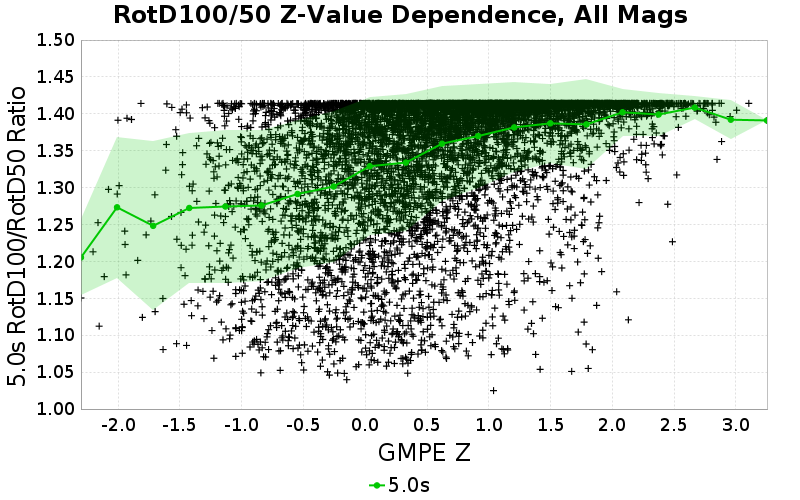 RotD100/50 Z-Value Dependence, All Mags
5.0s RotD100/RotD50 Ratio
1.50
1.45
1.40
1.35
1.30
1.25
1.20
1.15
1.10
1.05
1.00
-2.0 -1.5 -1.0 -0.5 0.0 0.5 1.0 1.5 2.0 2.5 3.0
GMPE Z
5.0s